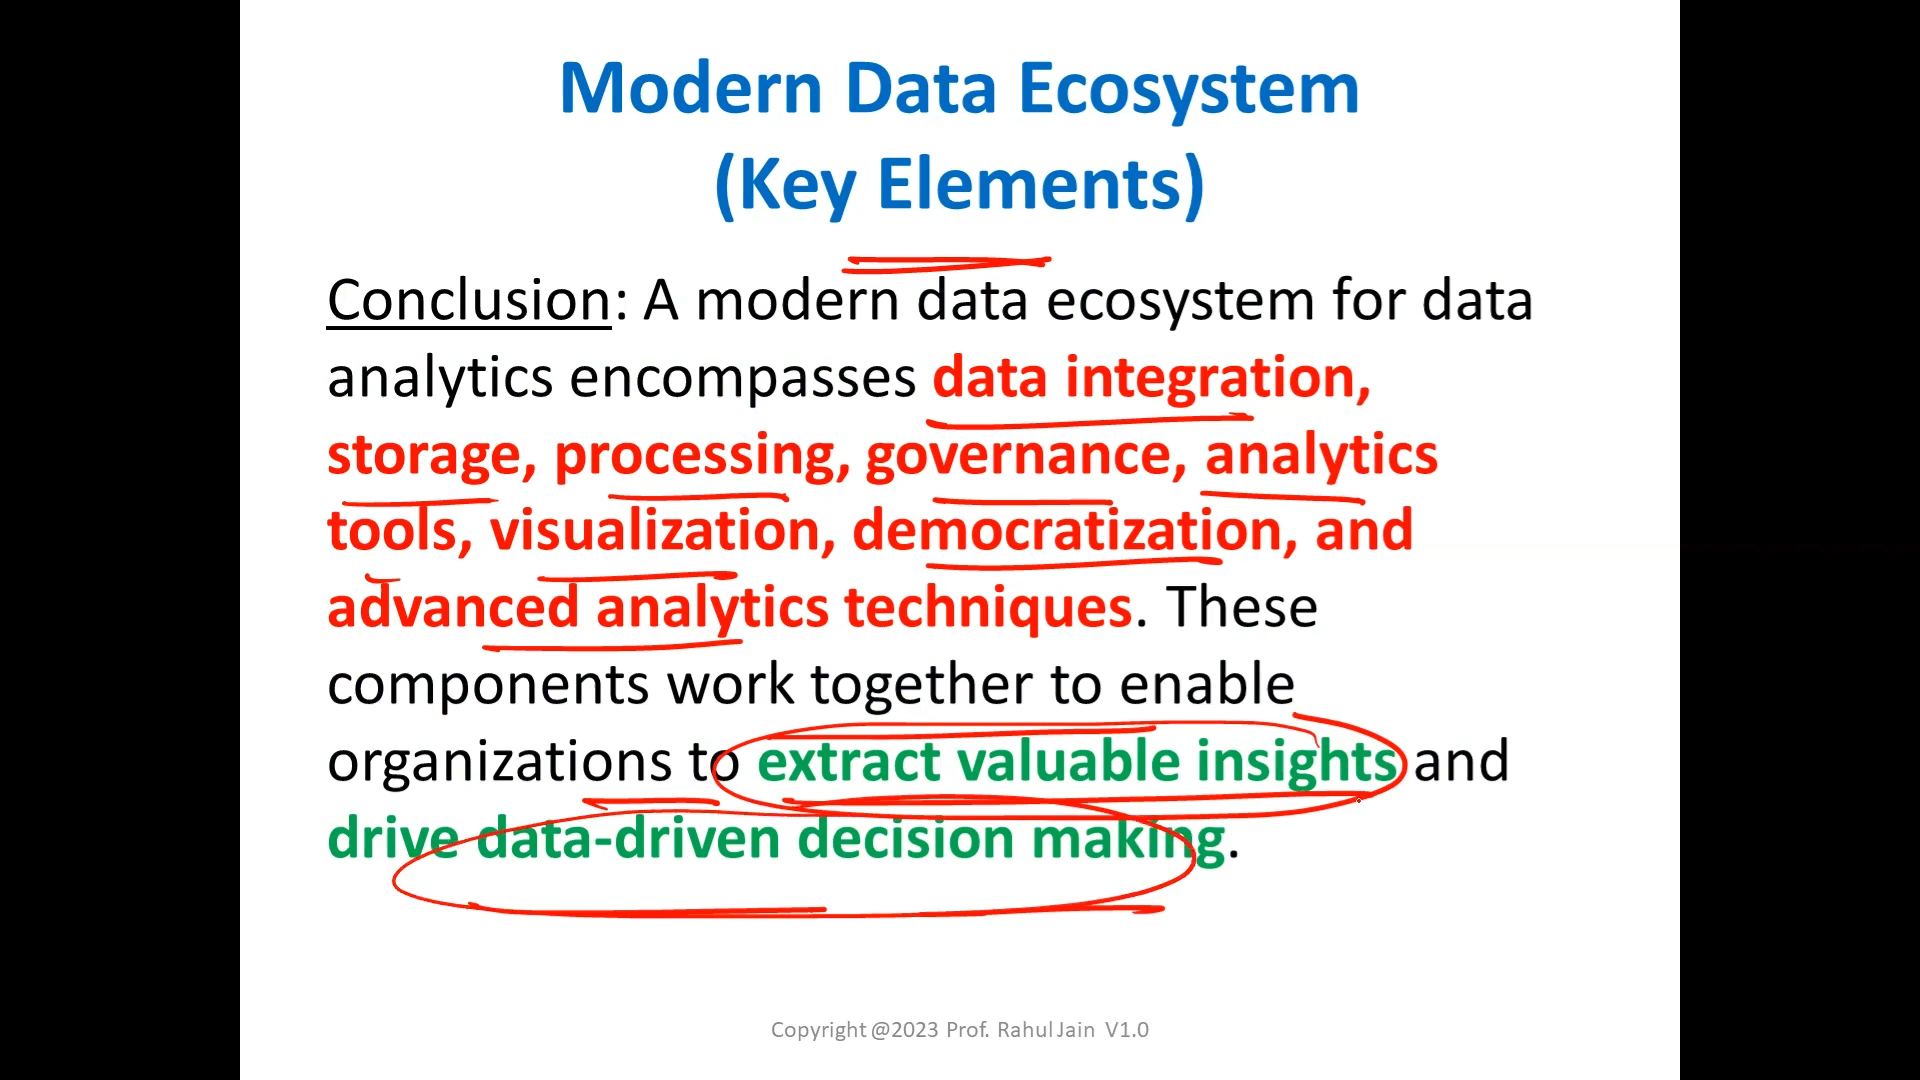 Modern Data Ecosystem
(Key Elements)
Conclusion: A modern data ecosystem for data
analytics encompasses data integration,
storage, processing, governance, analytics
tools, visualization, democratization, and
advanced analytics techniques. These
components work together to enable
organizations to extract valuable insights and
drive data-driven decision making.
Copyright @2023 Prof. Rahul Jain V1.0